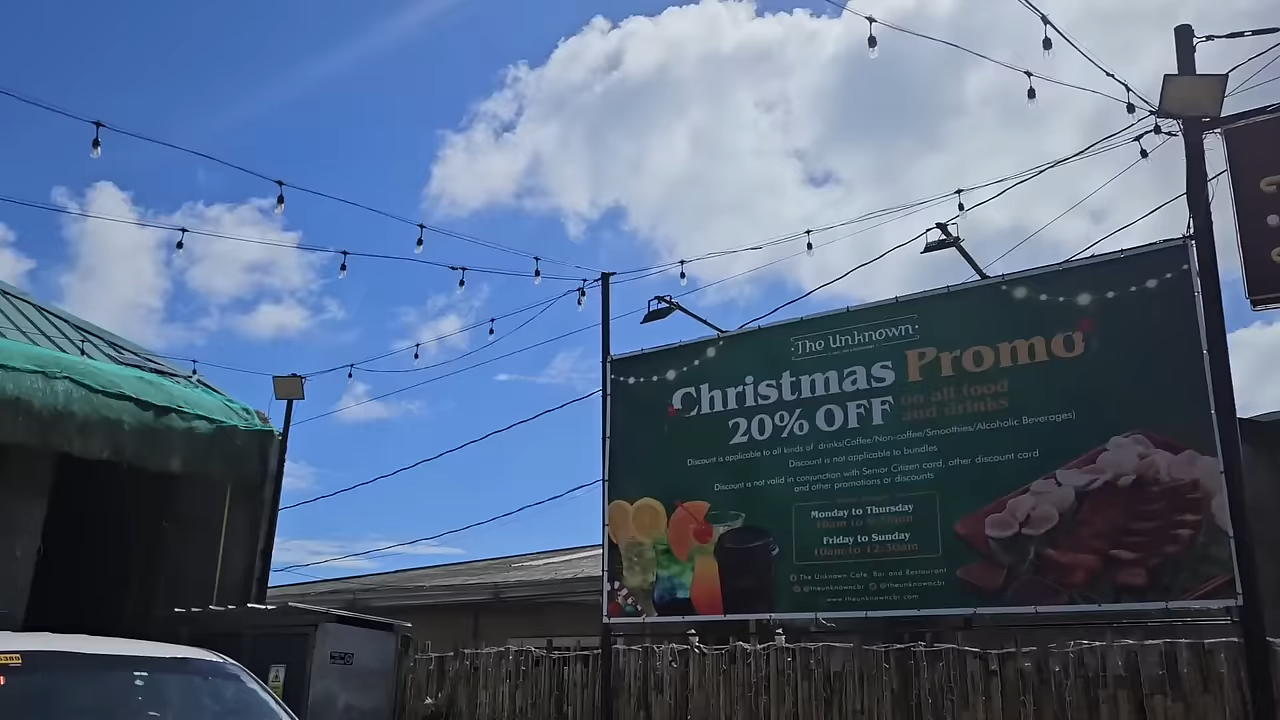 The Unknown
Christmas Promo
20% OFF on all food
and drinks
Discount is applicable to all kinds of drinks(Coffee/Non-coffee/Smoothies/Alcoholic Beverages)
Discount is not applicable to bundles
Discount is not valid in conjunction with Senior Citizen card, other discount card
and other promotions or discounts
Monday to Thursday
Friday to Sunday
10am to 12:30am
The Unknown Cafe, Bar and Restaurant
@theunknowncbr @theunknowncbr
www.theunknowncbr.com